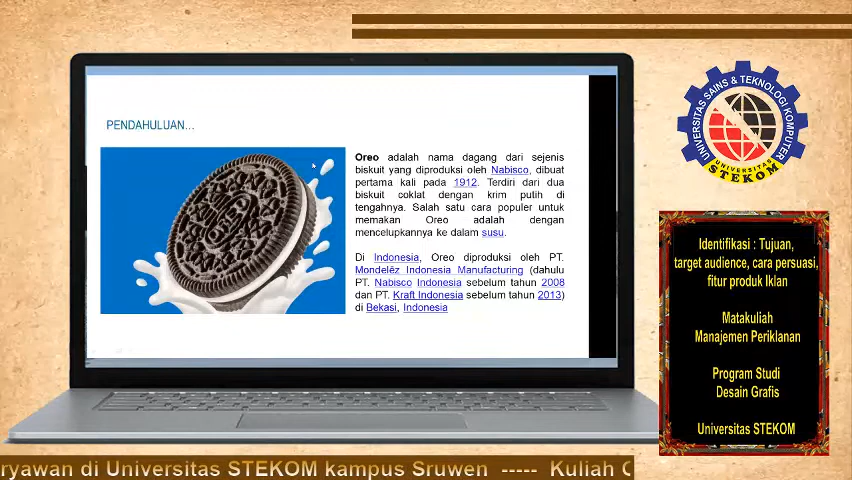 PENDAHULUAN...
Oreo adalah nama dagang dari sejenis
biskuit yang diproduksi oleh Nabisco, dibuat
pertama kali pada 1912. Terdiri dari dua
biskuit coklat dengan krim putih di
tengahnya. Salah satu cara populer untuk
memakan Oreo adalah dengan
mencelupkannya ke dalam susu.
Di Indonesia, Oreo diproduksi oleh PT.
Mondelēz Indonesia Manufacturing (dahulu
PT. Nabisco Indonesia sebelum tahun 2008
dan PT. Kraft Indonesia sebelum tahun 2013)
di Bekasi, Indonesia
OREO
UNIVERSITAS SAINS & TEKNOLOGI KOMPUTER
UNIVERSITAS
STEKOM
Identifikasi : Tujuan,
target audience, cara persuasi,
fitur produk Iklan
Matakuliah
Manajemen Periklanan
Program Studi
Desain Grafis
Universitas STEKOM
ryawan di Universitas STEKOM kampus Sruwen ----- Kuliah